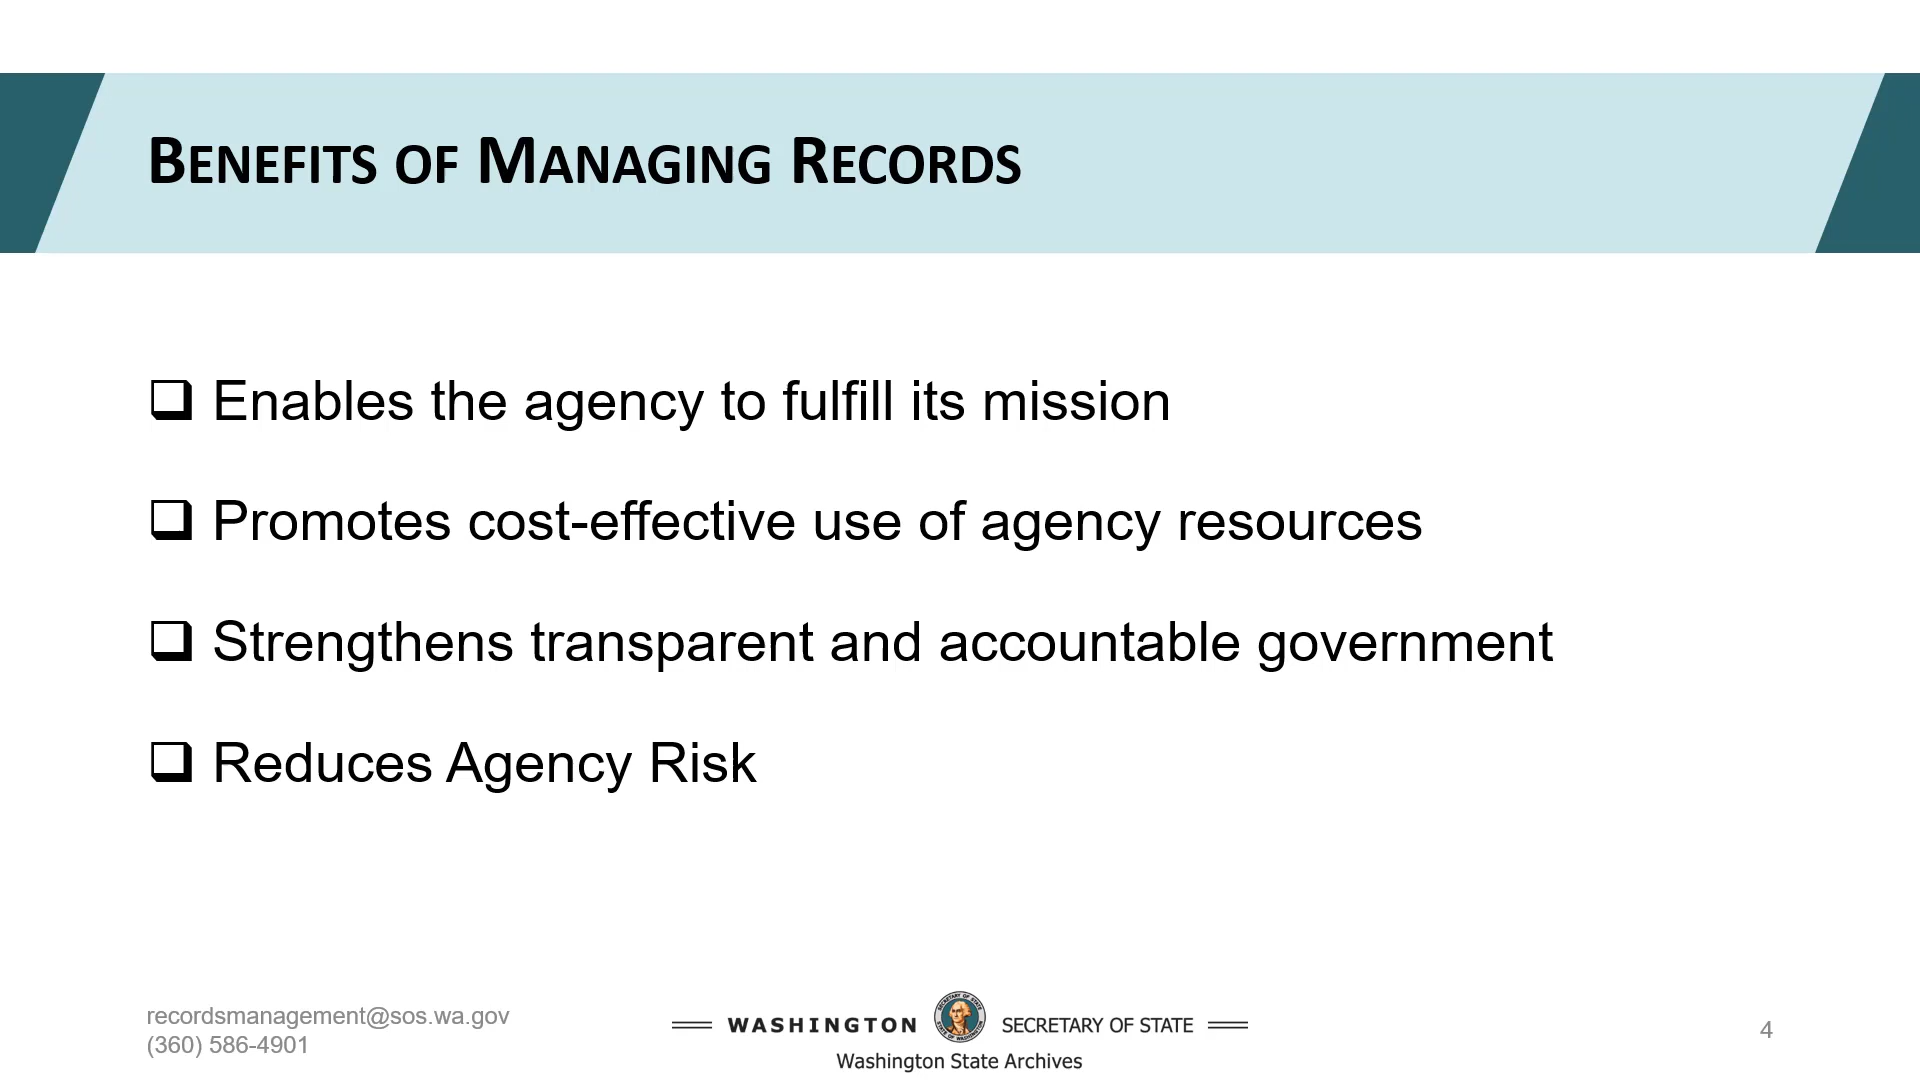 Benefits of Managing Records
❑ Enables the agency to fulfill its mission
❑ Promotes cost-effective use of agency resources
❑ Strengthens transparent and accountable government
❑ Reduces Agency Risk
recordsmanagement@sos.wa.gov
(360) 586-4901
WASHINGTON SECRETARY OF STATE
Washington State Archives
4